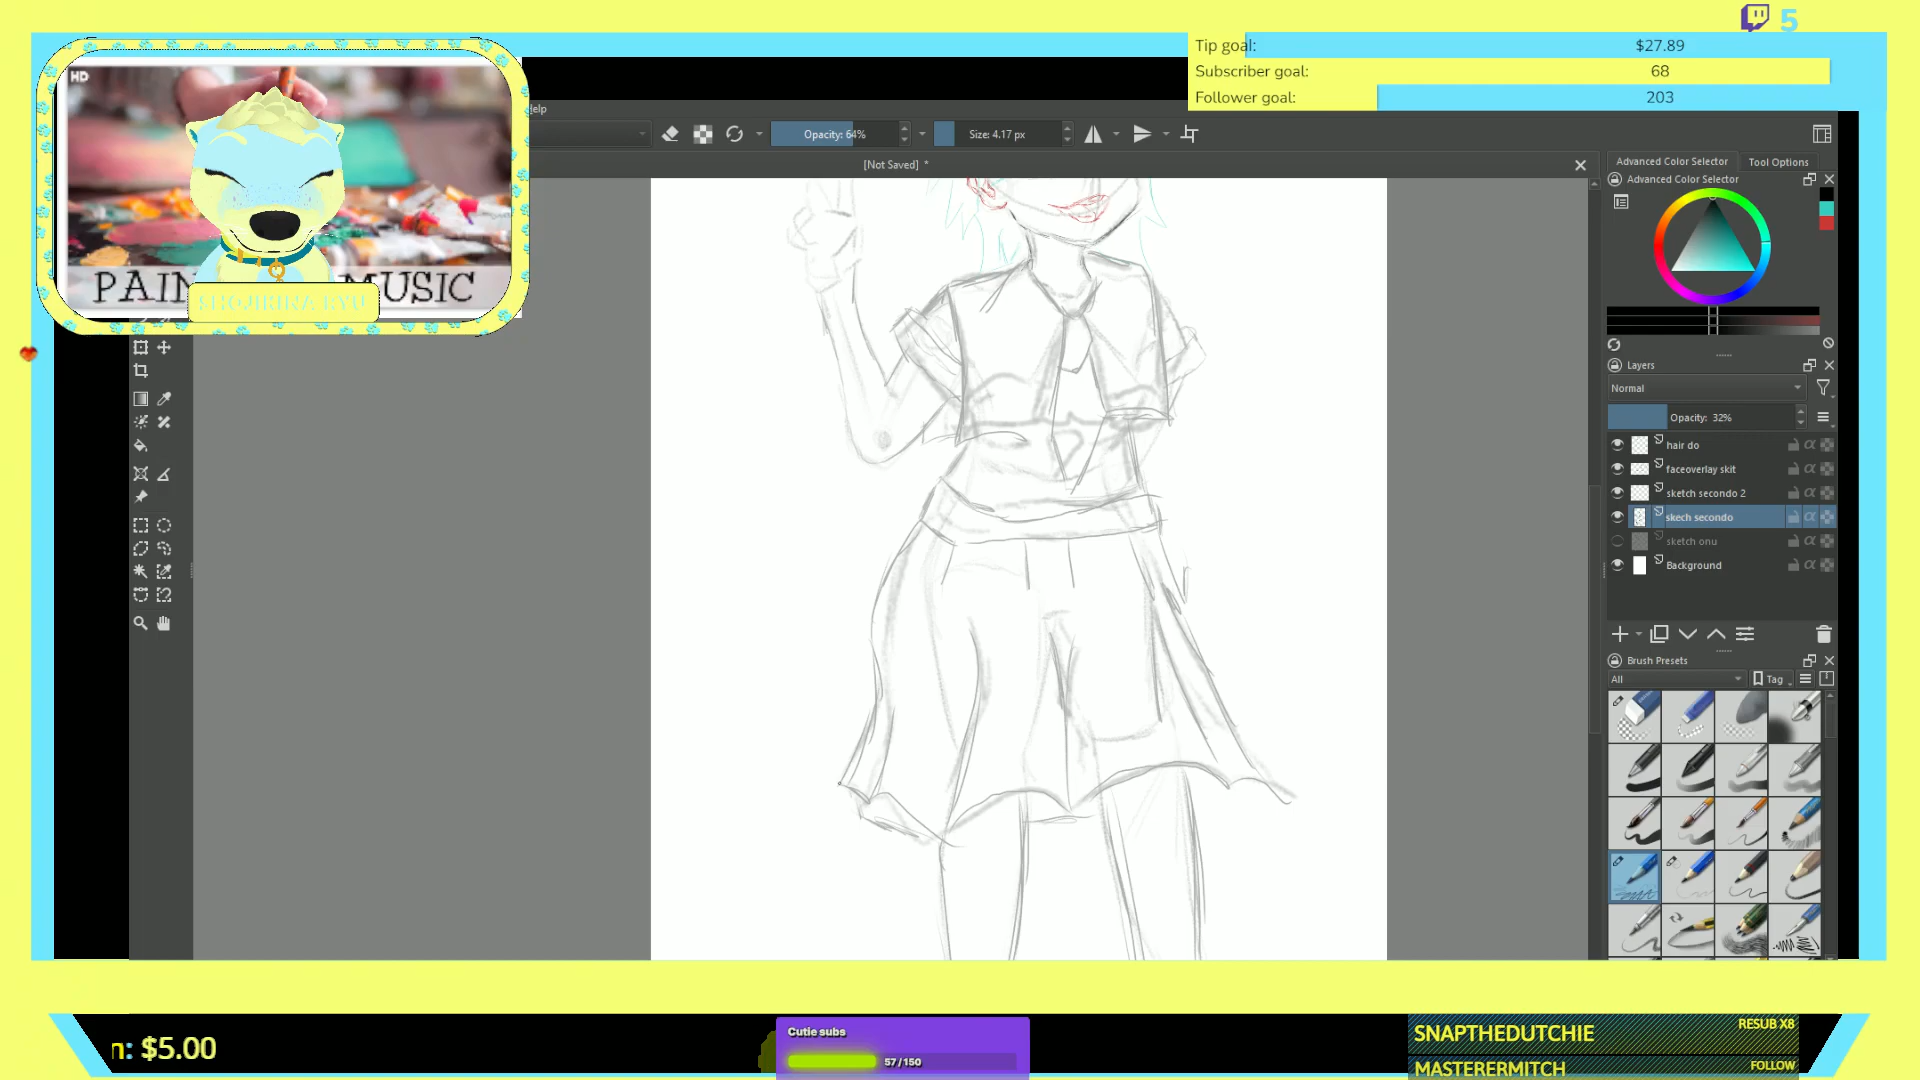 5
Tip goal: $27.89
Subscriber goal: 68
Follower goal: 203
HD
elp
Opacity: 64%
Size: 4.17 px
[Not Saved] *
Advanced Color Selector
Tool Options
Advanced Color Selector
PAIN MUSIC
SHOJIKINA RYU
Layers
Normal
Opacity: 32%
hair do
faceoverlay skit
sketch secondo 2
skech secondo
sketch onu
Background
Brush Presets
All
Tag
n: $5.00
Cutie subs
57/150
SNAPTHEDUTCHIE RESUB X8
MASTERERMITCH FOLLOW